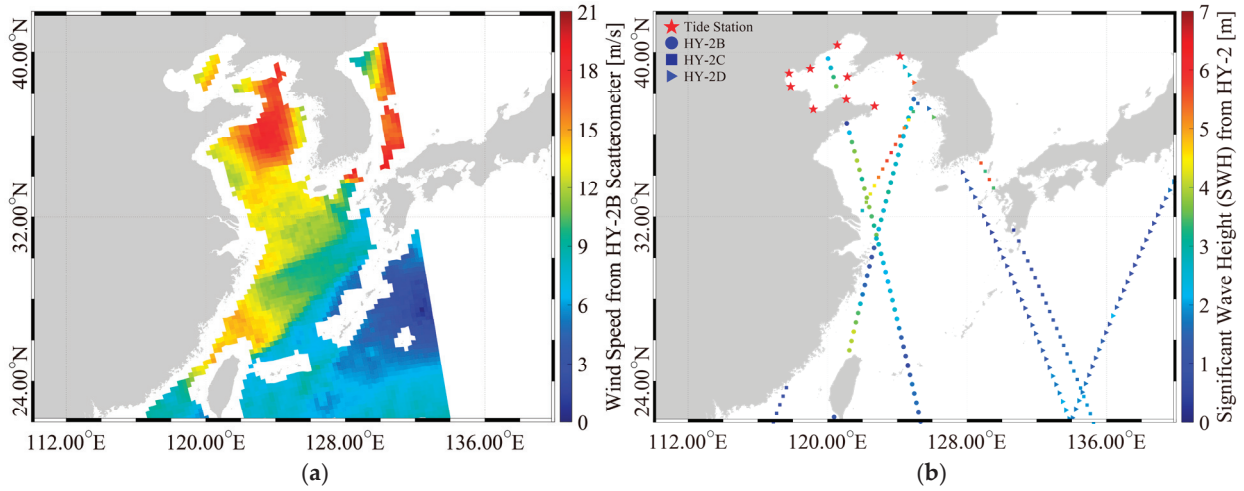 40.00°N
32.00°N
24.00°N
112.00°E
120.00°E
128.00°E
136.00°E
21
18
15
12
9
6
3
0
Wind Speed from HY-2B Scatterometer [m/s]
(a)
Tide Station
HY-2B
HY-2C
HY-2D
40.00°N
32.00°N
24.00°N
112.00°E
120.00°E
128.00°E
136.00°E
7
6
5
4
3
2
1
0
Significant Wave Height (SWH) from HY-2 [m]
(b)